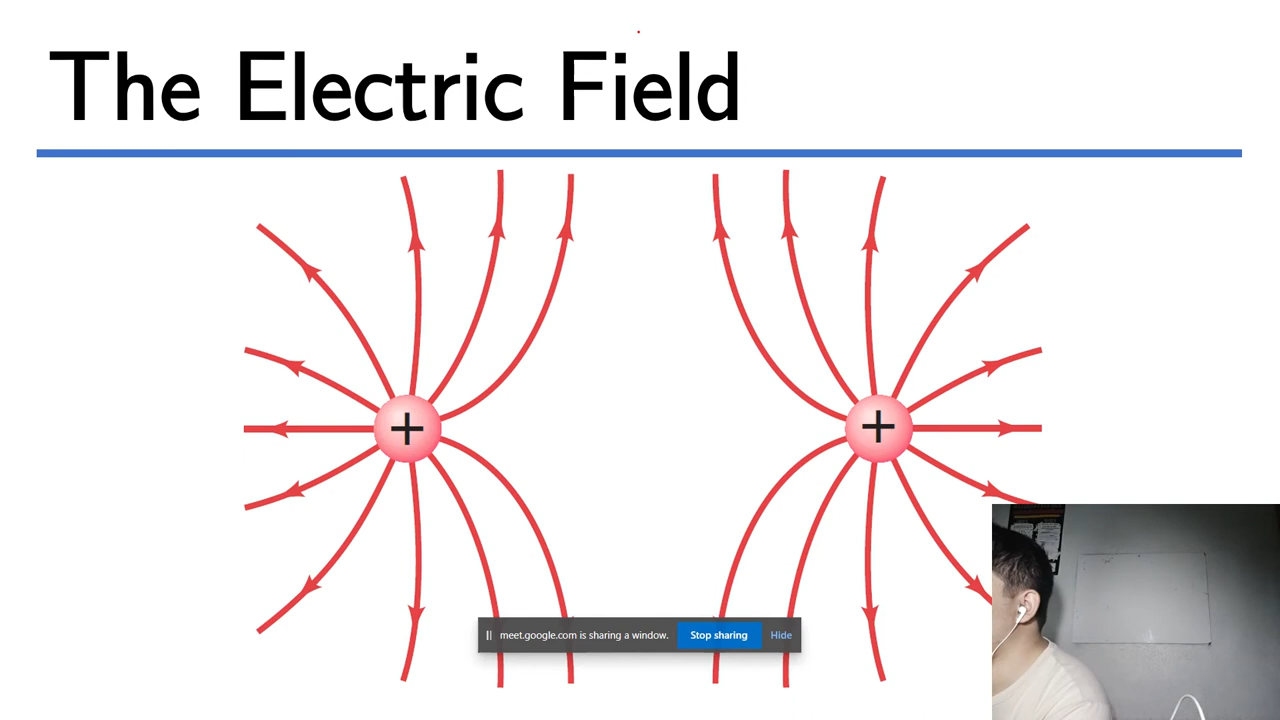 The Electric Field
+
+
meet.google.com is sharing a window. Stop sharing Hide